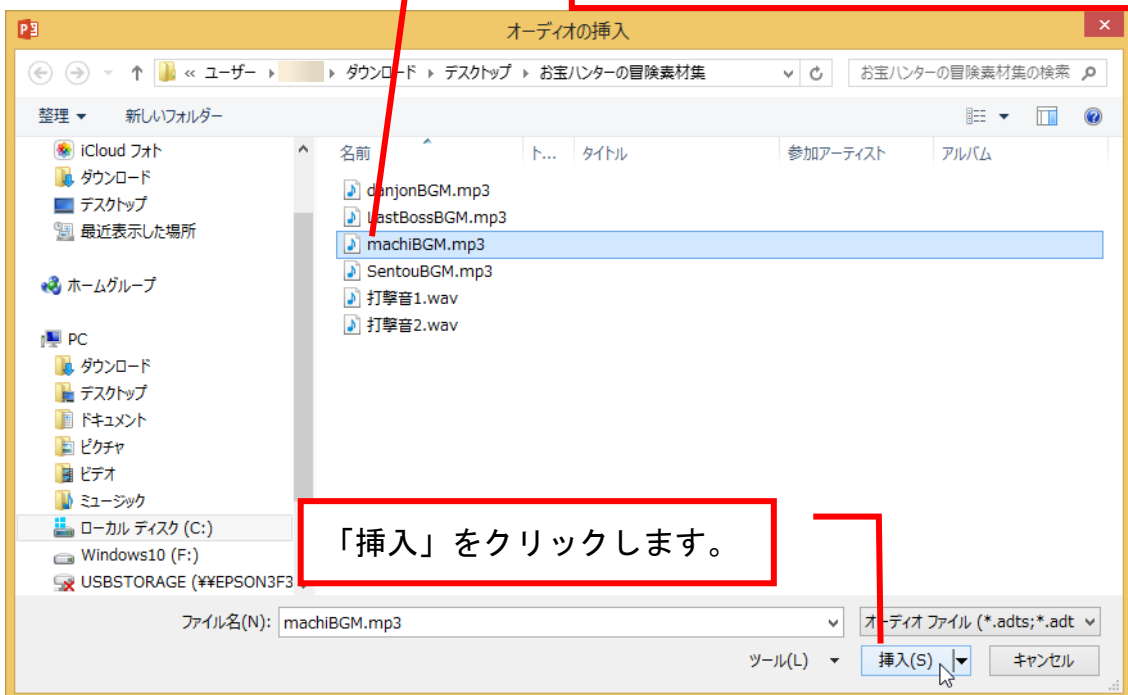 オーディオの挿入
« ユーザー ダウンロード デスクトップ お宝ハンターの冒険素材集 お宝ハンターの冒険素材集の検索
整理 新しいフォルダー
iCloud フォト
ダウンロード
デスクトップ
最近表示した場所
ホームグループ
PC
ダウンロード
デスクトップ
ドキュメント
ピクチャ
ビデオ
ミュージック
ローカル ディスク (C:)
Windows10 (F:)
USBSTORAGE (¥¥EPSON3F3
名前 ト... タイトル 参加アーティスト アルバム
danjonBGM.mp3
LastBossBGM.mp3
machiBGM.mp3
SentouBGM.mp3
打撃音1.wav
打撃音2.wav
「挿入」をクリックします。
ファイル名(N): machiBGM.mp3 オーディオ ファイル (*.adts;*.adt
ツール(L) 挿入(S) キャンセル